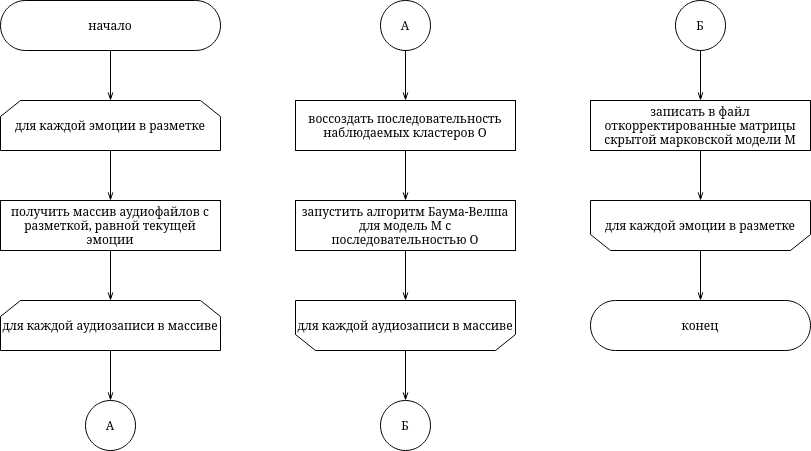 начало
для каждой эмоции в разметке
получить массив аудиофайлов с
разметкой, равной текущей
эмоции
для каждой аудиозаписи в массиве
А
А
воссоздать последовательность
наблюдаемых кластеров О
запустить алгоритм Баума-Велша
для модель М с
последовательностью О
для каждой аудиозаписи в массиве
Б
Б
записать в файл
откорректированные матрицы
скрытой марковской модели М
для каждой эмоции в разметке
конец